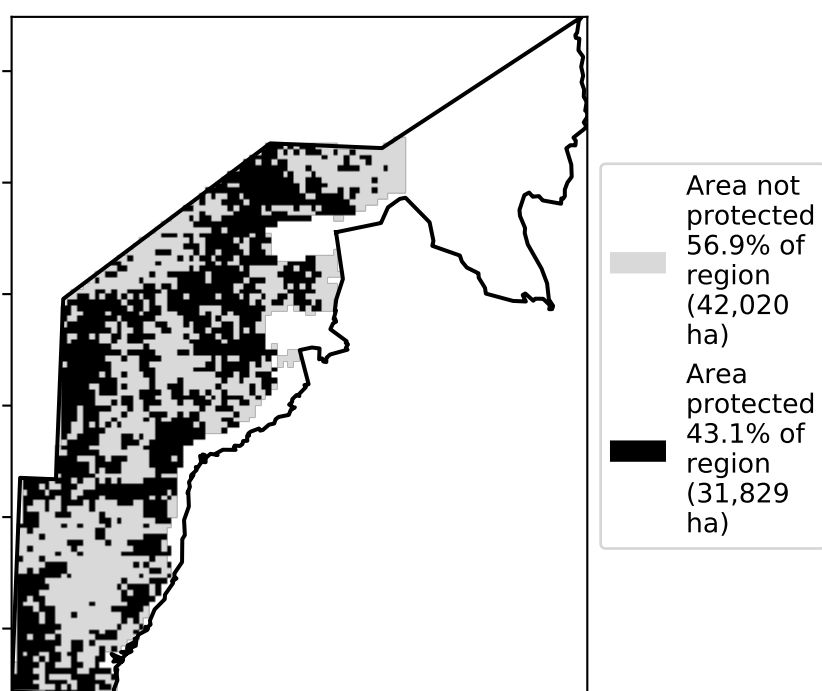 Area not
protected
56.9% of
region
(42,020
ha)
Area
protected
43.1% of
region
(31,829
ha)